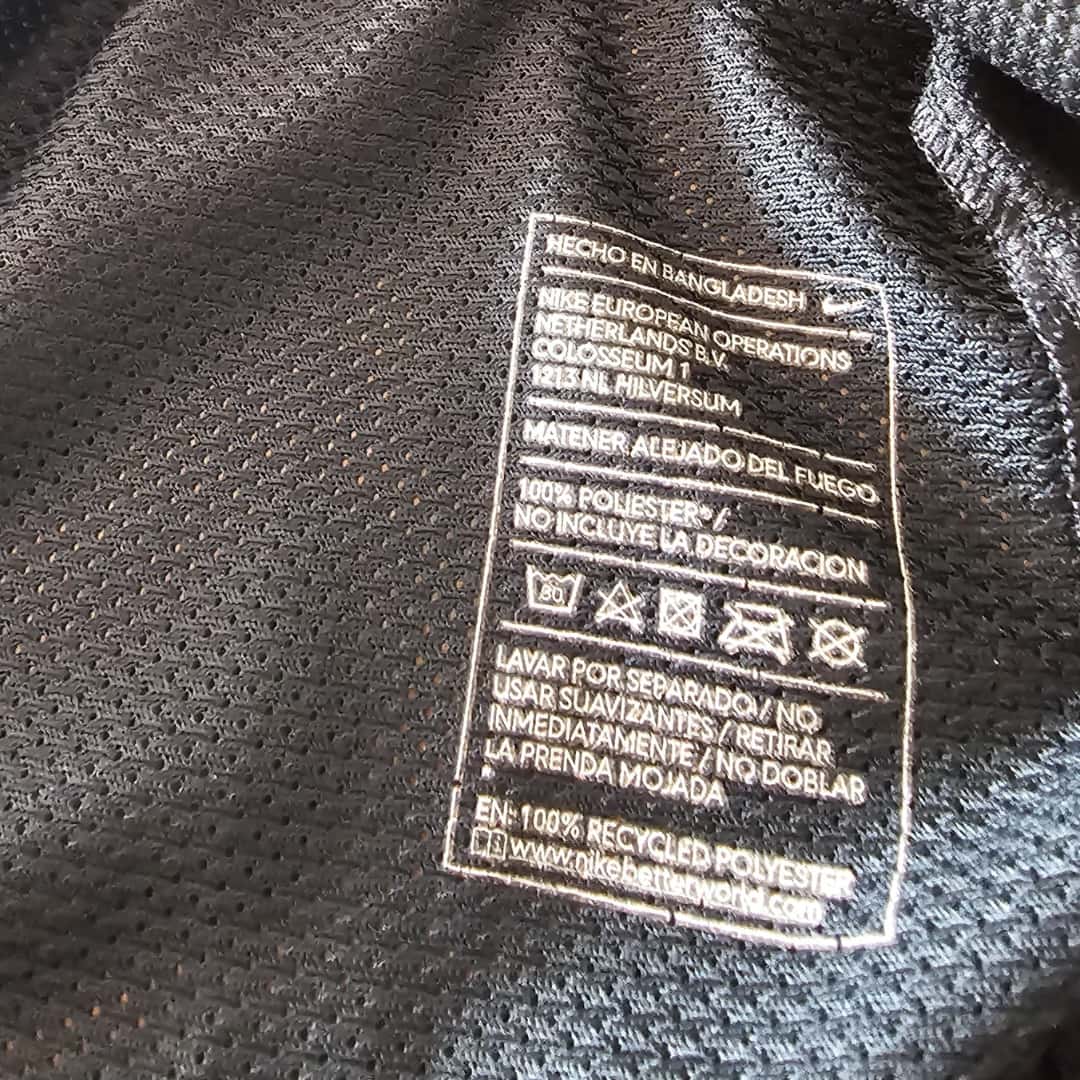 HECHO EN BANGLADESH
NIKE EUROPEAN OPERATIONS
NETHERLANDS B.V.
COLOSSEUM 1
1213 NL HILVERSUM
MATENER ALEJADO DEL FUEGO
100% POLIESTER* /
NO INCLUYE LA DECORACION
LAVAR POR SEPARADO / NO
USAR SUAVIZANTES / RETIRAR
INMEDIATAMENTE / NO DOBLAR
LA PRENDA MOJADA
EN: 100% RECYCLED POLYESTER
www.nikebetterworld.com